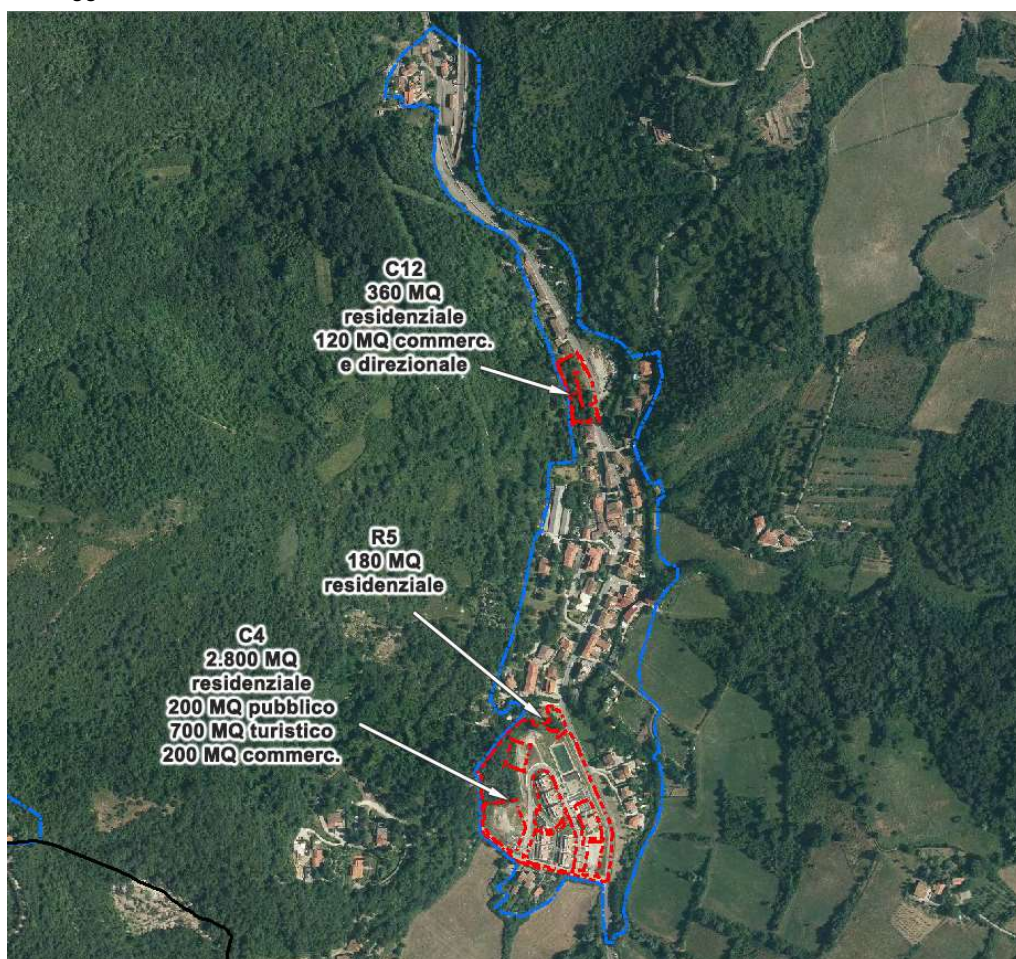 C12
360 MQ
residenziale
120 MQ commerc.
e direzionale
R5
180 MQ
residenziale
C4
2.800 MQ
residenziale
200 MQ pubblico
700 MQ turistico
200 MQ commerc.